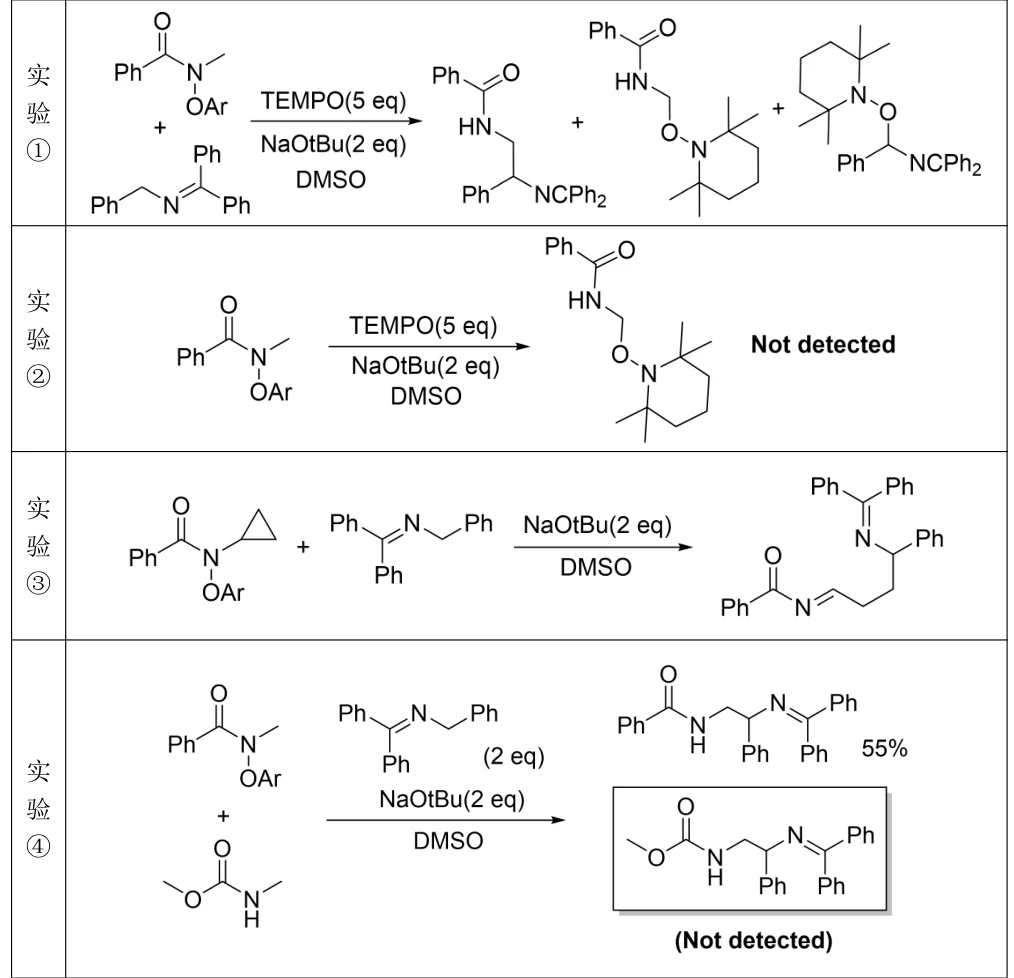 实验①
Ph
O
N
OAr
+
Ph
N
Ph
Ph
TEMPO(5 eq)
NaOtBu(2 eq)
DMSO
Ph
O
HN
Ph
NCPh2
+
Ph
O
HN
O
N
+
N
O
Ph
NCPh2
实验②
O
Ph
N
OAr
TEMPO(5 eq)
NaOtBu(2 eq)
DMSO
Ph
O
HN
O
N
Not detected
实验③
O
Ph
N
OAr
+
Ph
N
Ph
Ph
NaOtBu(2 eq)
DMSO
Ph
Ph
N
Ph
O
Ph
N
实验④
O
Ph
N
OAr
+
O
O
N
H
Ph
N
Ph
Ph
(2 eq)
NaOtBu(2 eq)
DMSO
O
Ph
N
H
Ph
N
Ph
Ph
55%
O
O
N
H
Ph
N
Ph
Ph
(Not detected)